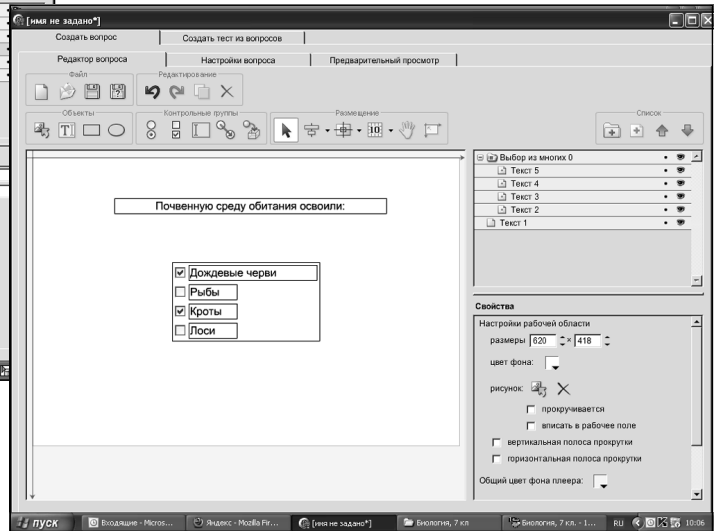 [имя не задано*]
Создать вопрос Создать тест из вопросов
Редактор вопроса Настройки вопроса Предварительный просмотр
Файл Редактирование
Объекты Контрольные группы Размещение Список
Почвенную среду обитания освоили:
Дождевые черви
Рыбы
Кроты
Лоси
Выбор из многих 0
Текст 5
Текст 4
Текст 3
Текст 2
Текст 1
Свойства
Настройки рабочей области
размеры 620 × 418
цвет фона:
рисунок:
прокручивается
вписать в рабочее поле
вертикальная полоса прокрутки
горизонтальная полоса прокрутки
Общий цвет фона плеера:
пуск Входящие - Micros... Яндекс - Mozilla Fir... [имя не задано*] Биология, 7 кл Биология, 7 кл. - 1... RU 10:06